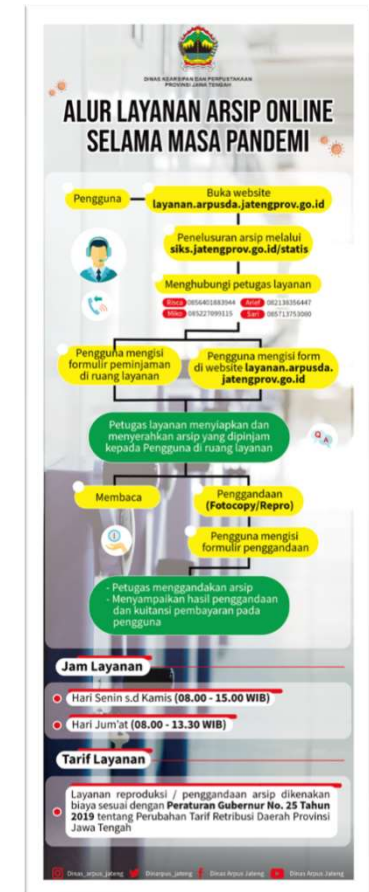 DINAS KEARSIPAN DAN PERPUSTAKAAN
PROVINSI JAWA TENGAH
ALUR LAYANAN ARSIP ONLINE
SELAMA MASA PANDEMI
Pengguna
Buka website
layanan.arpusda.jatengprov.go.id
Penelusuran arsip melalui
siks.jatengprov.go.id/statis
Menghubungi petugas layanan
Risca 0856401883944 Arief 082138356447
Miko 085227899115 Sari 085713753080
Pengguna mengisi
formulir peminjaman
di ruang layanan
Pengguna mengisi form
di website layanan.arpusda.
jatengprov.go.id
Petugas layanan menyiapkan dan
menyerahkan arsip yang dipinjam
kepada Pengguna di ruang layanan
Q
A
Membaca
Penggandaan
(Fotocopy/Repro)
Pengguna mengisi
formulir penggandaan
- Petugas menggandakan arsip
- Menyampaikan hasil penggandaan
dan kuitansi pembayaran pada
pengguna
Jam Layanan
Hari Senin s.d Kamis (08.00 - 15.00 WIB)
Hari Jum'at (08.00 - 13.30 WIB)
Tarif Layanan
Layanan reproduksi / penggandaan arsip dikenakan
biaya sesuai dengan Peraturan Gubernur No. 25 Tahun
2019 tentang Perubahan Tarif Retribusi Daerah Provinsi
Jawa Tengah
Dinas_arpus_jateng Dinarpus_jateng Dinas Arpus Jateng Dinas Arpus Jateng